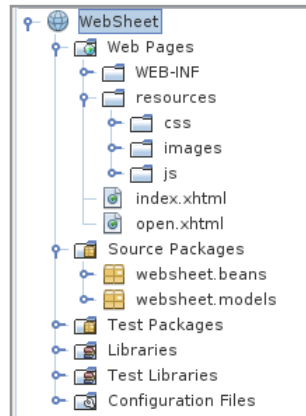 WebSheet
Web Pages
WEB-INF
resources
css
images
js
index.xhtml
open.xhtml
Source Packages
websheet.beans
websheet.models
Test Packages
Libraries
Test Libraries
Configuration Files